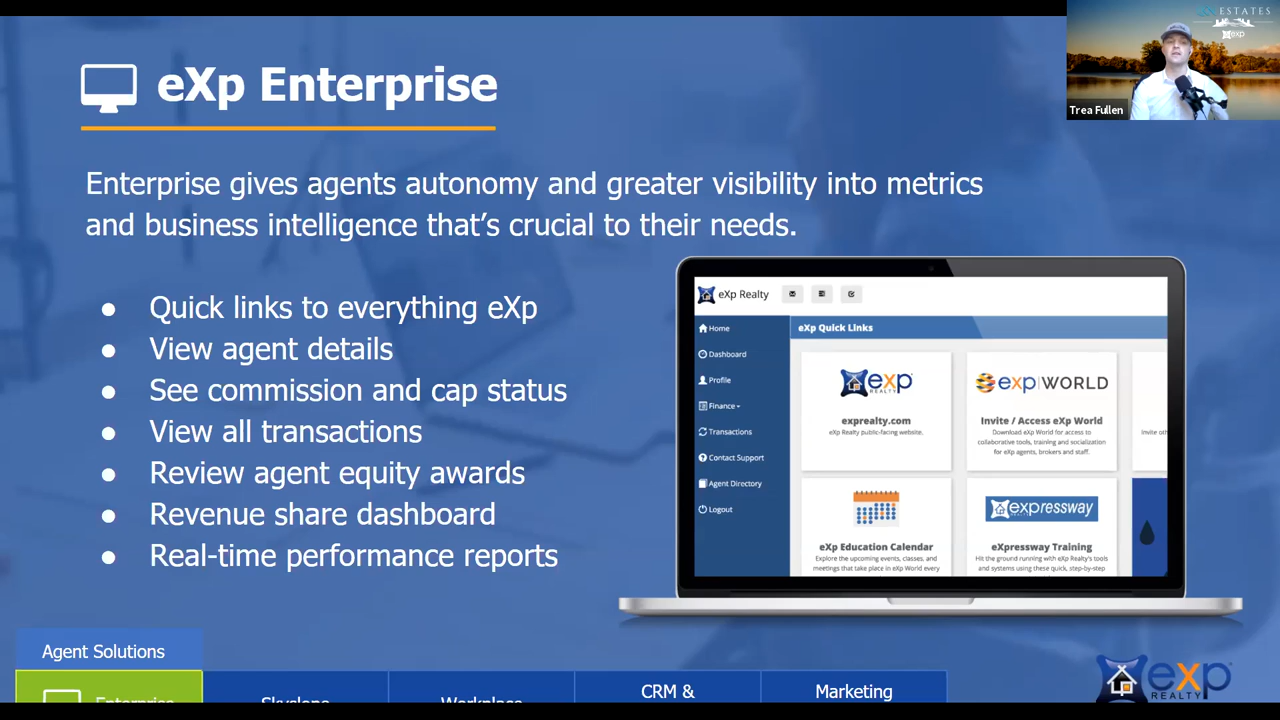 eXp Enterprise
ESTATES
exp
Trea Fullen
Enterprise gives agents autonomy and greater visibility into metrics
and business intelligence that's crucial to their needs.
● Quick links to everything eXp
● View agent details
● See commission and cap status
● View all transactions
● Review agent equity awards
● Revenue share dashboard
● Real-time performance reports
eXp Realty
Home
Dashboard
Profile
Finance
Transactions
Contact Support
Agent Directory
Logout
eXp Quick Links
exp
REALTY
exprealty.com
eXp Realty public-facing website.
exp WORLD
Invite / Access eXp World
Download eXp World for access to
collaborative tools, training and socialization
for eXp agents, brokers and staff.
Invite
eXp Education Calendar
Explore the upcoming events, classes, and
meetings that take place in eXp World every
expressway
eXpressway Training
Hit the ground running with eXp Realty's tools
and systems using these quick, step-by-step
Agent Solutions
Enterprise
Skyslope
Workplace
CRM &
Marketing
exp
REALTY